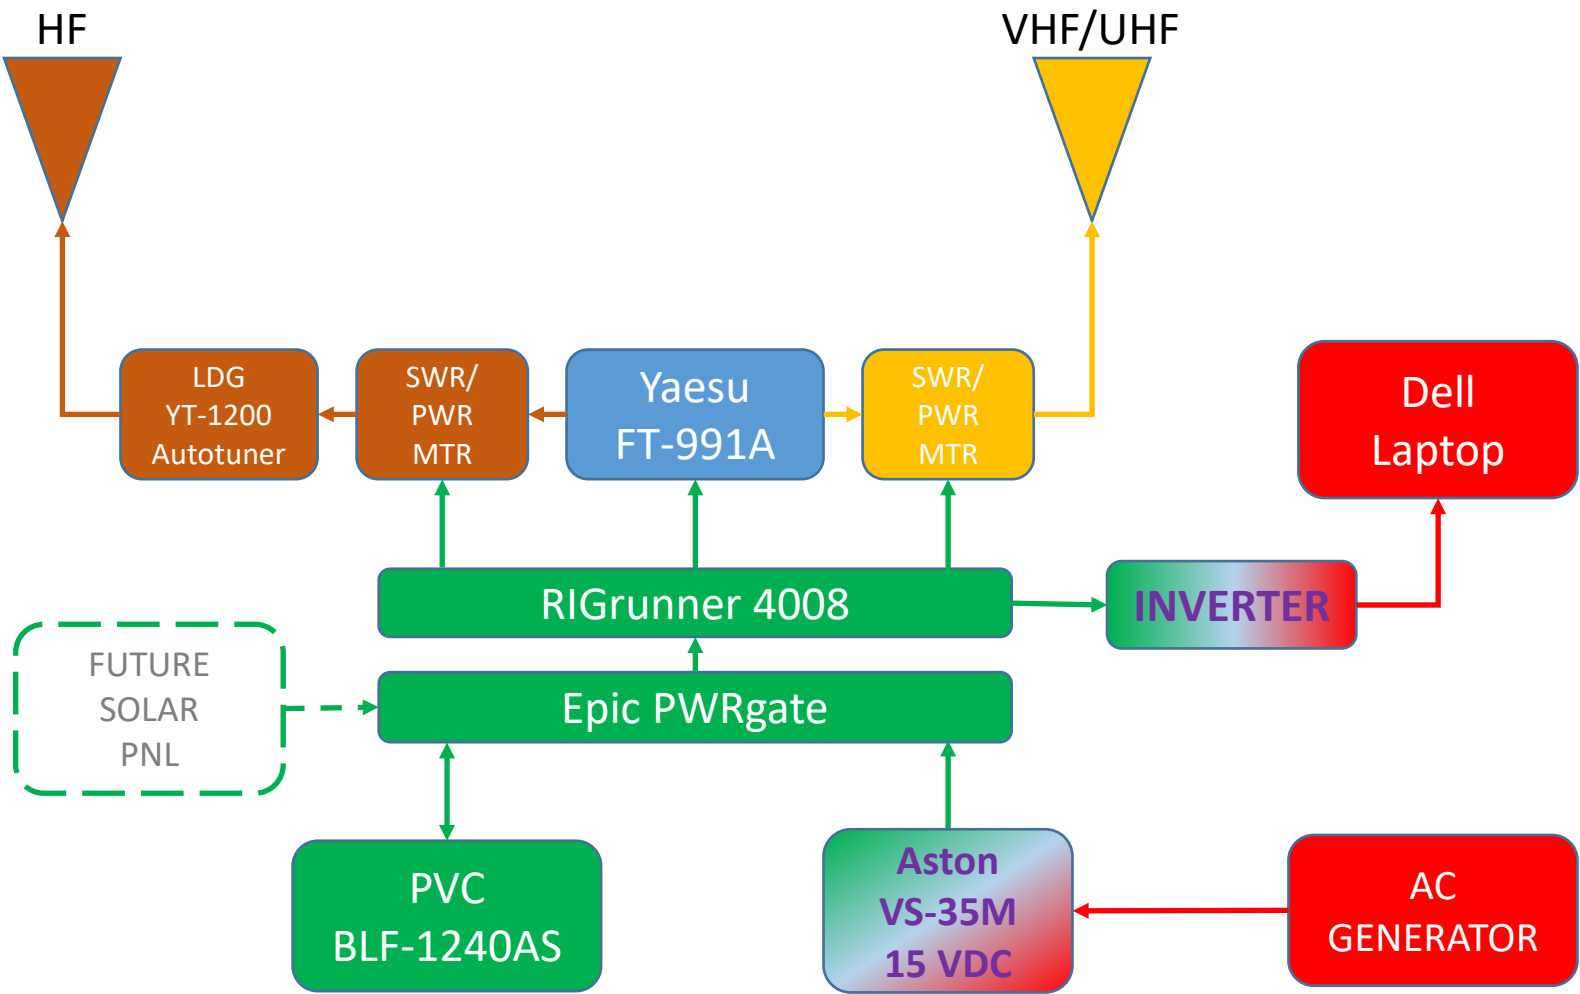 HF
VHF/UHF
LDG
YT-1200
Autotuner
SWR/
PWR
MTR
Yaesu
FT-991A
SWR/
PWR
MTR
Dell
Laptop
RIGrunner 4008
INVERTER
FUTURE
SOLAR
PNL
Epic PWRgate
PVC
BLF-1240AS
Aston
VS-35M
15 VDC
AC
GENERATOR